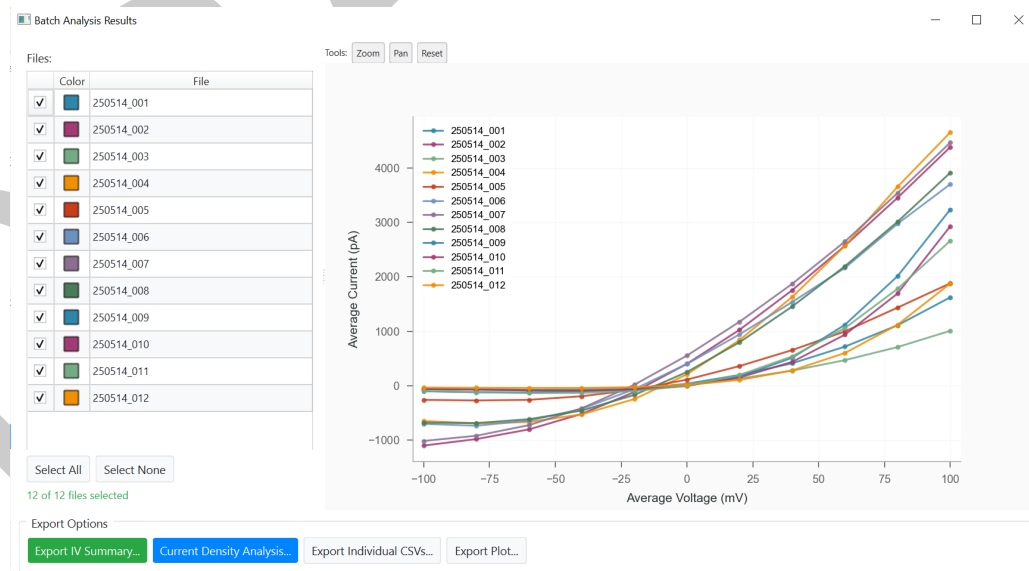 Batch Analysis Results
Files:
Color File
250514_001
250514_002
250514_003
250514_004
250514_005
250514_006
250514_007
250514_008
250514_009
250514_010
250514_011
250514_012
Select All Select None
12 of 12 files selected
Tools: Zoom Pan Reset
250514_001
250514_002
250514_003
250514_004
250514_005
250514_006
250514_007
250514_008
250514_009
250514_010
250514_011
250514_012
Average Current (pA)
4000
3000
2000
1000
0
−1000
−100 −75 −50 −25 0 25 50 75 100
Average Voltage (mV)
Export Options
Export IV Summary... Current Density Analysis... Export Individual CSVs... Export Plot...